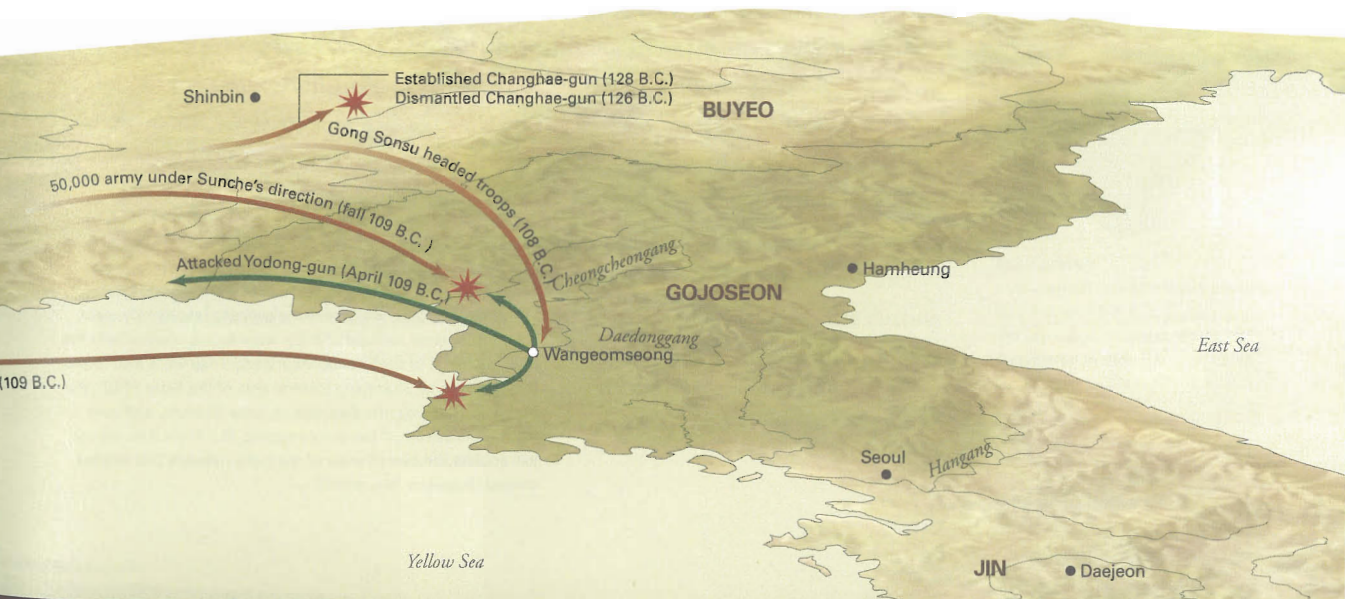 Established Changhae-gun (128 B.C.)
Dismantled Changhae-gun (126 B.C.)
Shinbin
BUYEO
Gong Sonsu headed troops (108 B.C.)
50,000 army under Sunche's direction (fall 109 B.C.)
Attacked Yodong-gun (April 109 B.C.)
Cheongcheongang
Hamheung
GOJOSEON
Daedonggang
Wangeomseong
East Sea
(109 B.C.)
Seoul
Hangang
Yellow Sea
JIN
Daejeon